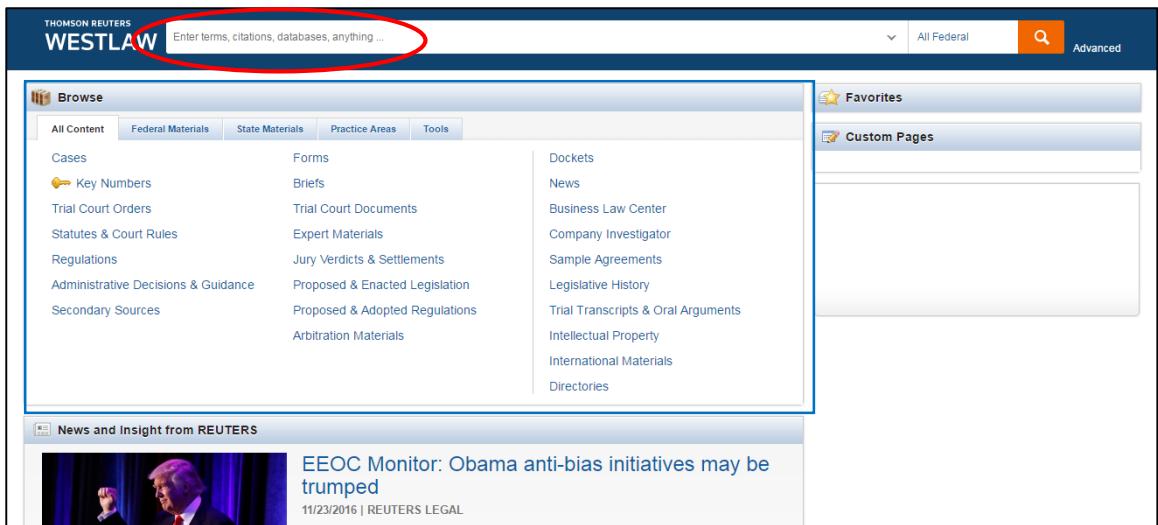 THOMSON REUTERS
WESTLAW
Enter terms, citations, databases, anything ...
All Federal
Advanced
Browse
All Content Federal Materials State Materials Practice Areas Tools
Cases
Key Numbers
Trial Court Orders
Statutes & Court Rules
Regulations
Administrative Decisions & Guidance
Secondary Sources
Forms
Briefs
Trial Court Documents
Expert Materials
Jury Verdicts & Settlements
Proposed & Enacted Legislation
Proposed & Adopted Regulations
Arbitration Materials
Dockets
News
Business Law Center
Company Investigator
Sample Agreements
Legislative History
Trial Transcripts & Oral Arguments
Intellectual Property
International Materials
Directories
Favorites
Custom Pages
News and Insight from REUTERS
EEOC Monitor: Obama anti-bias initiatives may be
trumped
11/23/2016 | REUTERS LEGAL